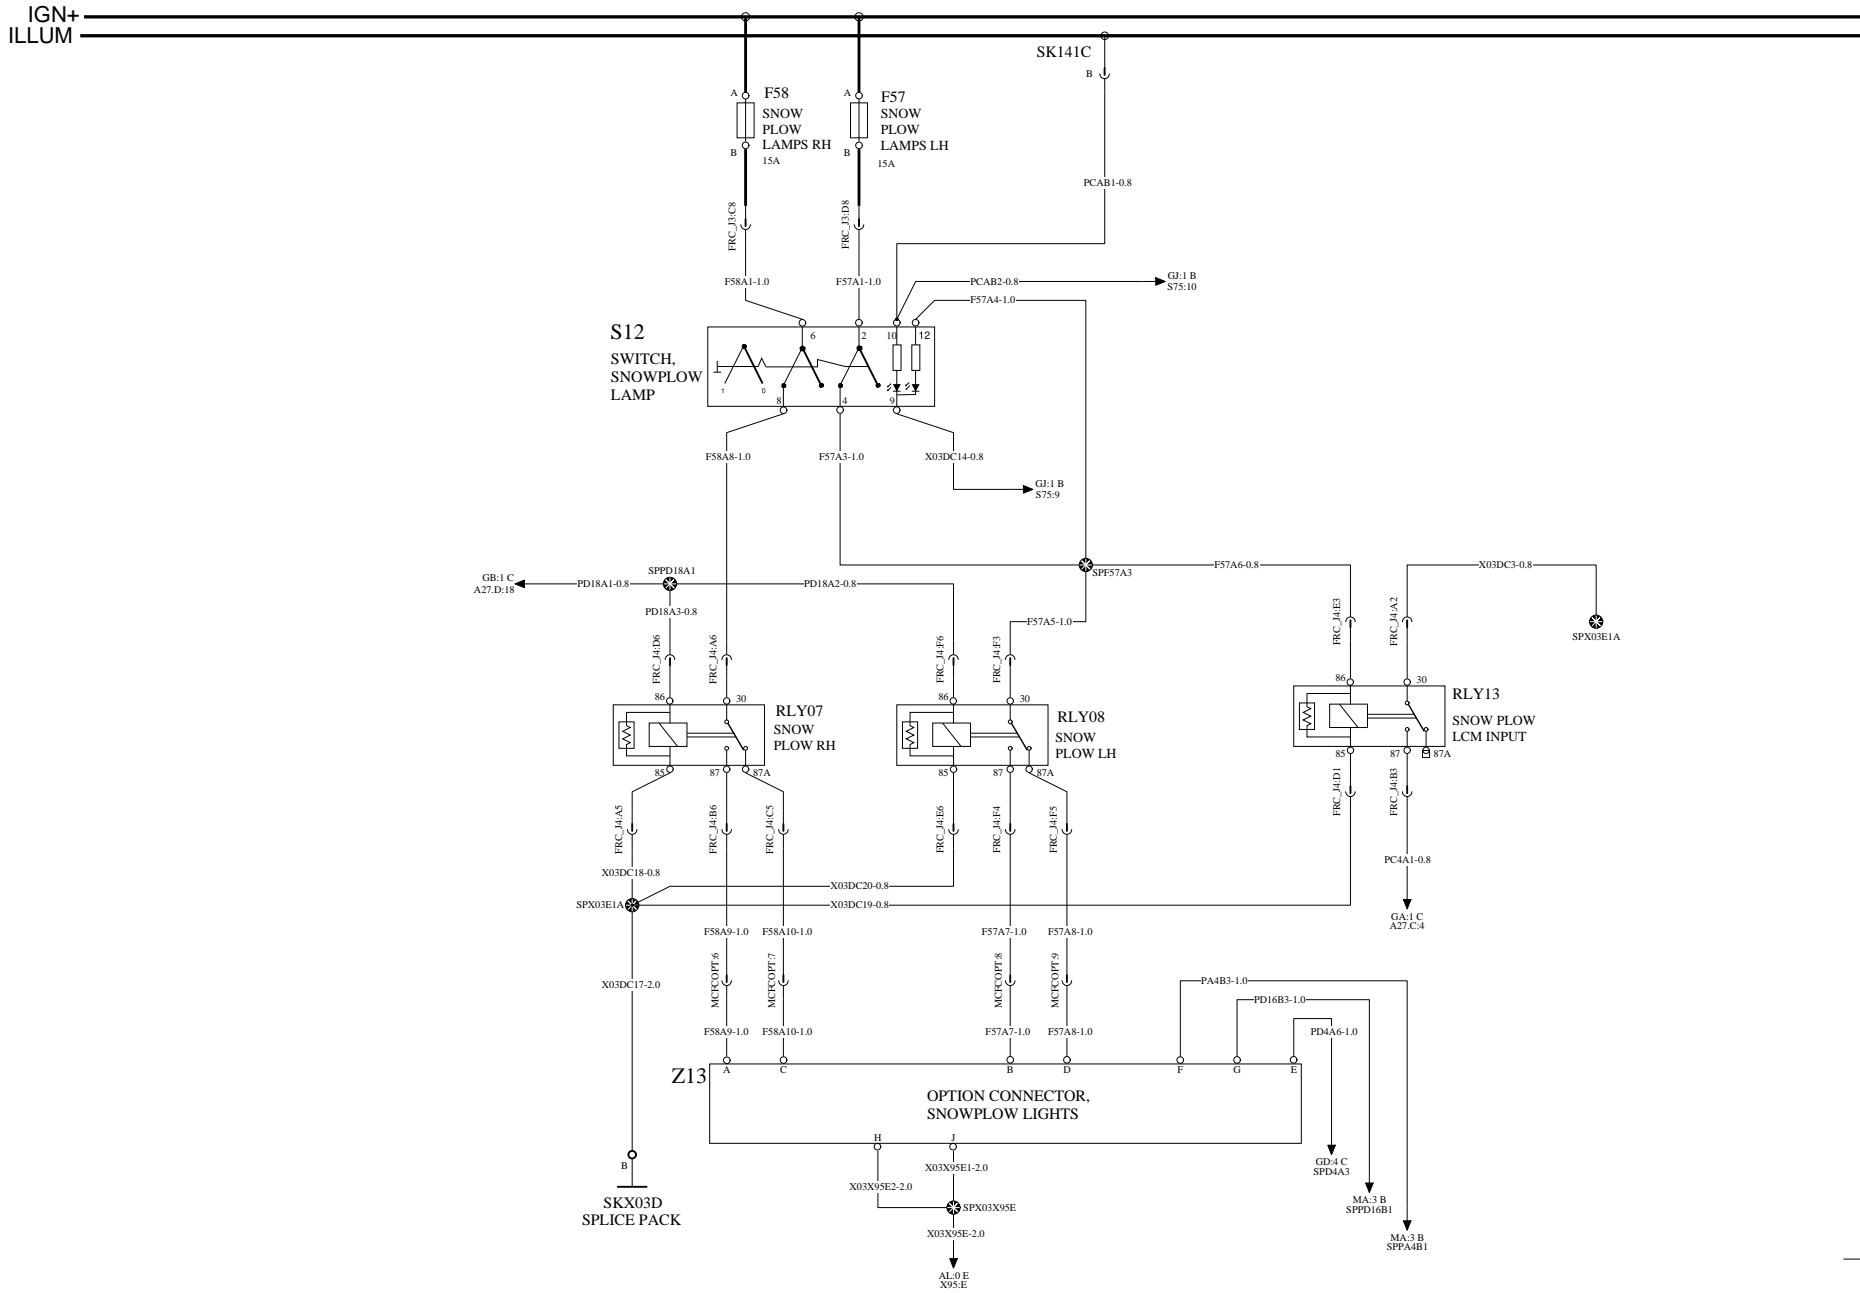 IGN+
ILLUM
SK141C
B
A
F58
SNOW
PLOW
LAMPS RH
15A
B
A
F57
SNOW
PLOW
LAMPS LH
15A
B
PCAB1-0.8
FRC_J3:C8
FRC_J3:D8
F58A1-1.0
F57A1-1.0
PCAB2-0.8
GJ:1 B
S75:10
F57A4-1.0
S12
SWITCH,
SNOWPLOW
LAMP
6
2
10
12
1
0
8
4
9
F58A8-1.0
F57A3-1.0
X03DC14-0.8
GJ:1 B
S75:9
SPPD18A1
GB:1 C
A27.D:18
PD18A1-0.8
PD18A2-0.8
PD18A3-0.8
SPF57A3
F57A6-0.8
X03DC3-0.8
SPX03E1A
F57A5-1.0
FRC_J4:D6
FRC_J4:A6
FRC_J4:F6
FRC_J4:F3
FRC_J4:E3
FRC_J4:A2
86
30
RLY07
SNOW
PLOW RH
85
87
87A
86
30
RLY08
SNOW
PLOW LH
85
87
87A
86
30
RLY13
SNOW PLOW
LCM INPUT
85
87
87A
FRC_J4:A5
FRC_J4:B6
FRC_J4:C5
FRC_J4:E6
FRC_J4:F4
FRC_J4:F5
FRC_J4:D1
FRC_J4:B3
X03DC18-0.8
X03DC20-0.8
PC4A1-0.8
SPX03E1A
X03DC19-0.8
GA:1 C
A27.C:4
F58A9-1.0
F58A10-1.0
F57A7-1.0
F57A8-1.0
MCFCOPT:6
MCFCOPT:7
MCFCOPT:8
MCFCOPT:9
X03DC17-2.0
PA4B3-1.0
PD16B3-1.0
PD4A6-1.0
F58A9-1.0
F58A10-1.0
F57A7-1.0
F57A8-1.0
Z13
A
C
B
D
F
G
E
OPTION CONNECTOR,
SNOWPLOW LIGHTS
H
J
B
SKX03D
SPLICE PACK
X03X95E1-2.0
X03X95E2-2.0
SPX03X95E
X03X95E-2.0
AL:0 E
X95:E
GD:4 C
SPD4A3
MA:3 B
SPPD16B1
MA:3 B
SPPA4B1